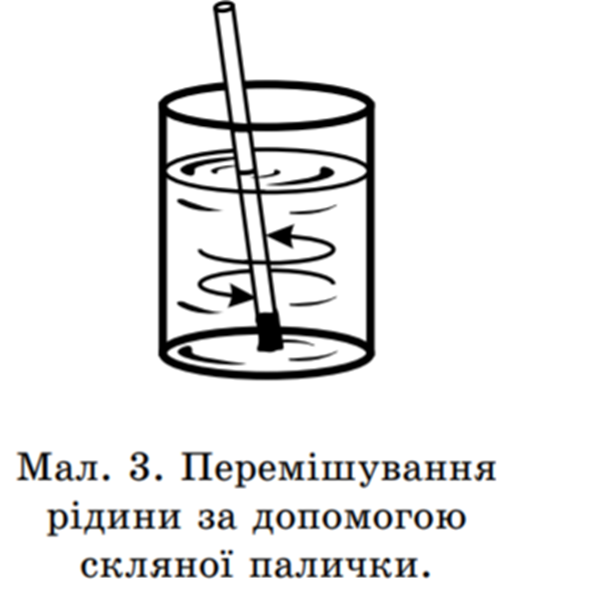 Мал. 3. Перемішування
рідини за допомогою
скляної палички.